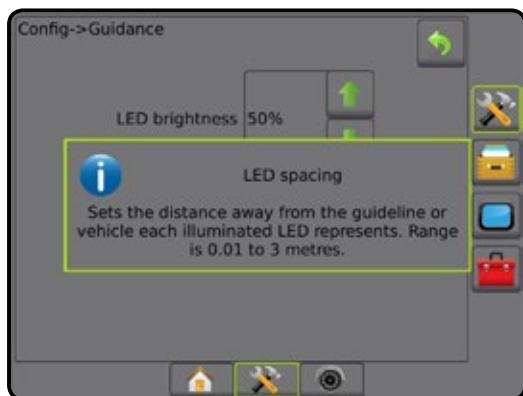 Config->Guidance
LED brightness 50%
LED spacing
Sets the distance away from the guideline or
vehicle each illuminated LED represents. Range
is 0.01 to 3 metres.